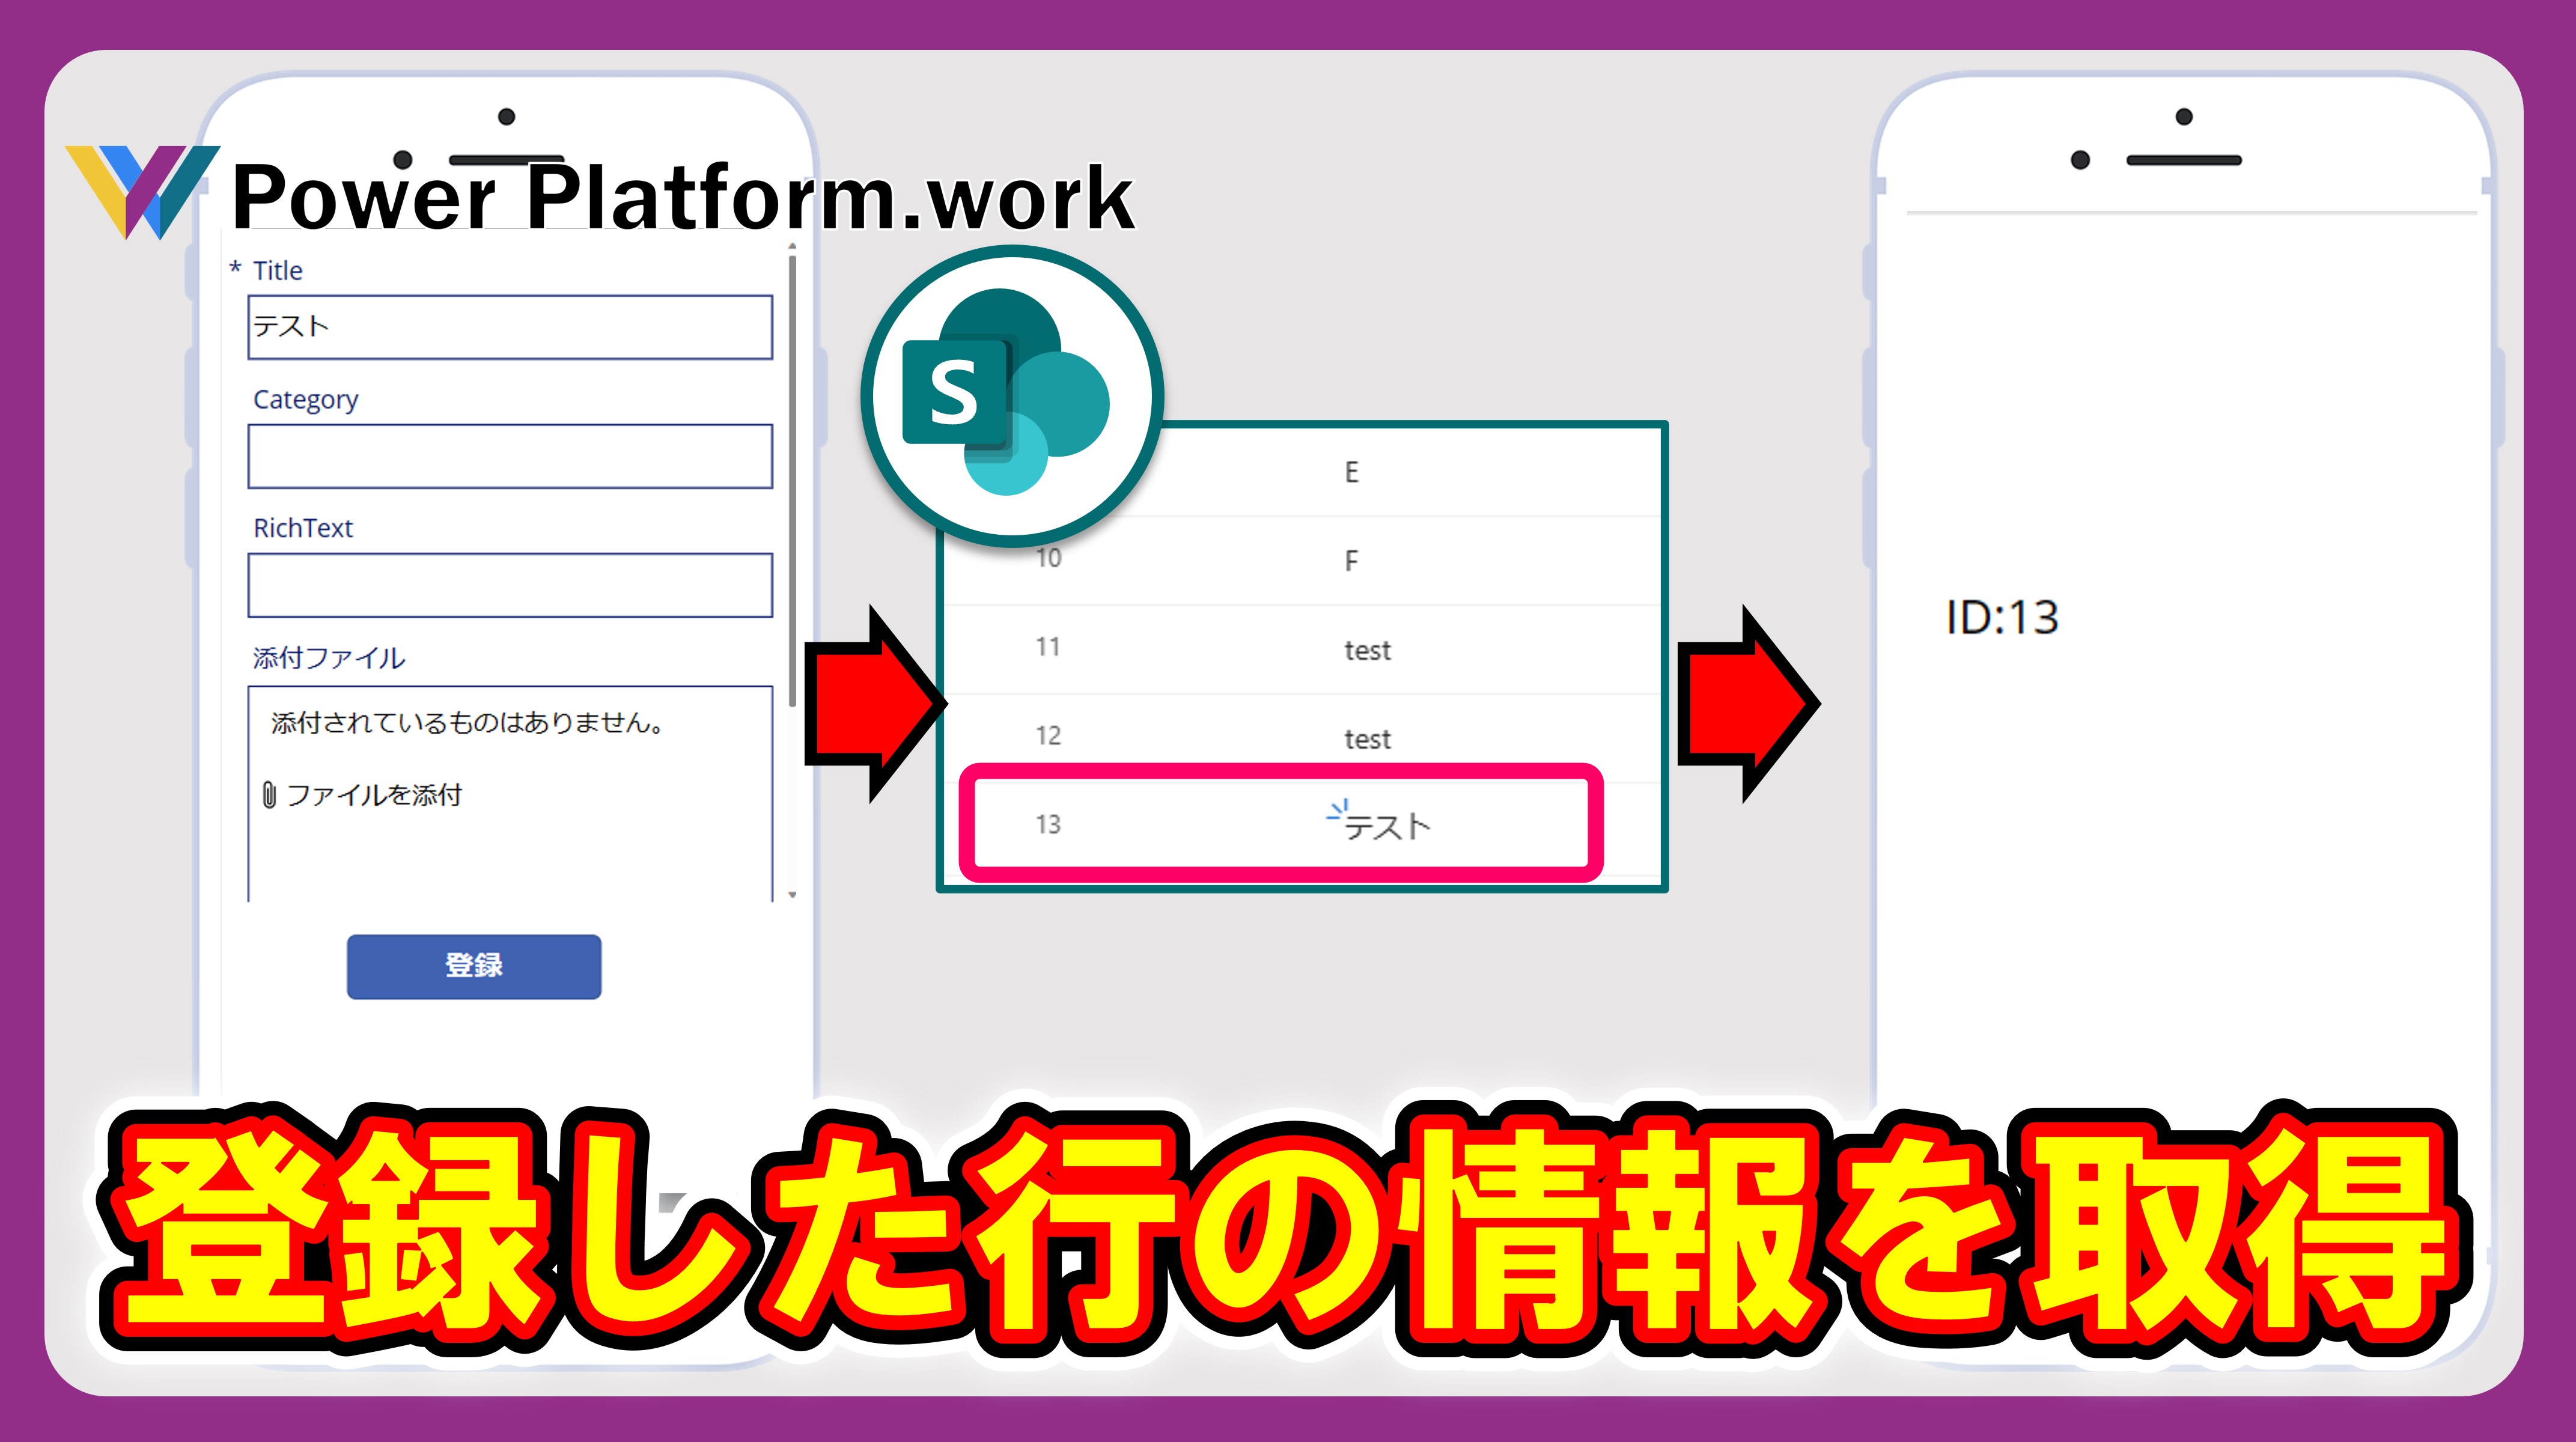 Power Platform.work
* Title
テスト
Category
RichText
添付ファイル
添付されているものはありません。
ファイルを添付
登録
S
E
10 F
11 test
12 test
13 テスト
ID:13
登録した行の情報を取得